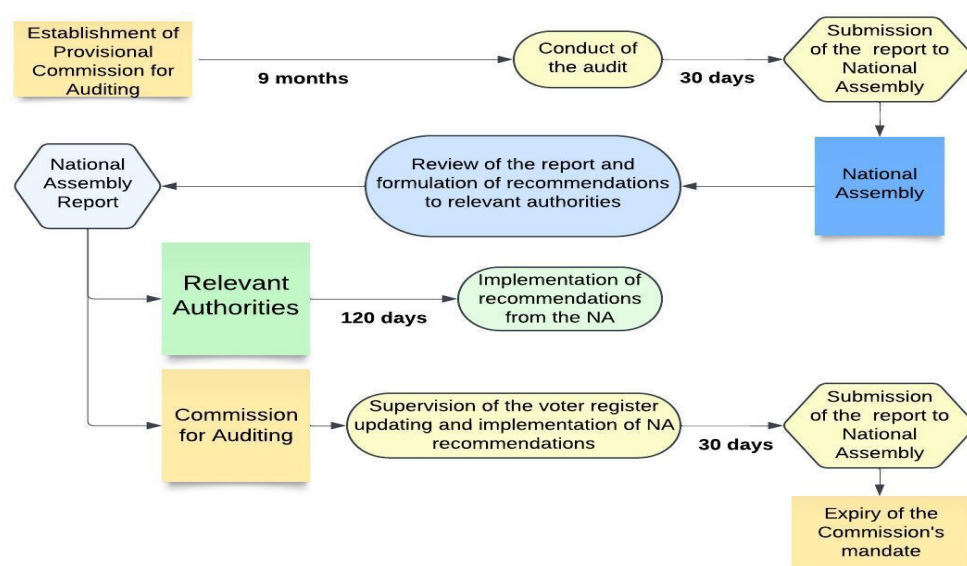 Establishment of
Provisional
Commission for
Auditing
9 months
Conduct of
the audit
30 days
Submission
of the report to
National
Assembly
National
Assembly
Report
Review of the report and
formulation of recommendations
to relevant authorities
National
Assembly
Relevant
Authorities
120 days
Implementation of
recommendations
from the NA
Commission
for Auditing
Supervision of the voter register
updating and implementation of NA
recommendations
30 days
Submission
of the report to
National
Assembly
Expiry of the
Commission's
mandate